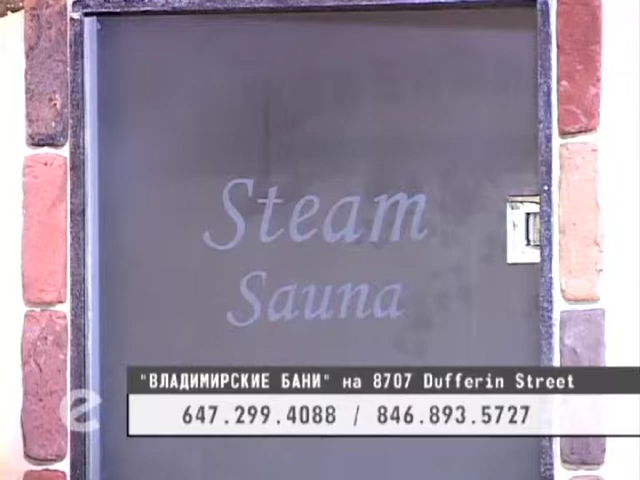 Steam
Sauna
"ВЛАДИМИРСКИЕ БАНИ" на 8707 Dufferin Street
647.299.4088 / 846.893.5727
e